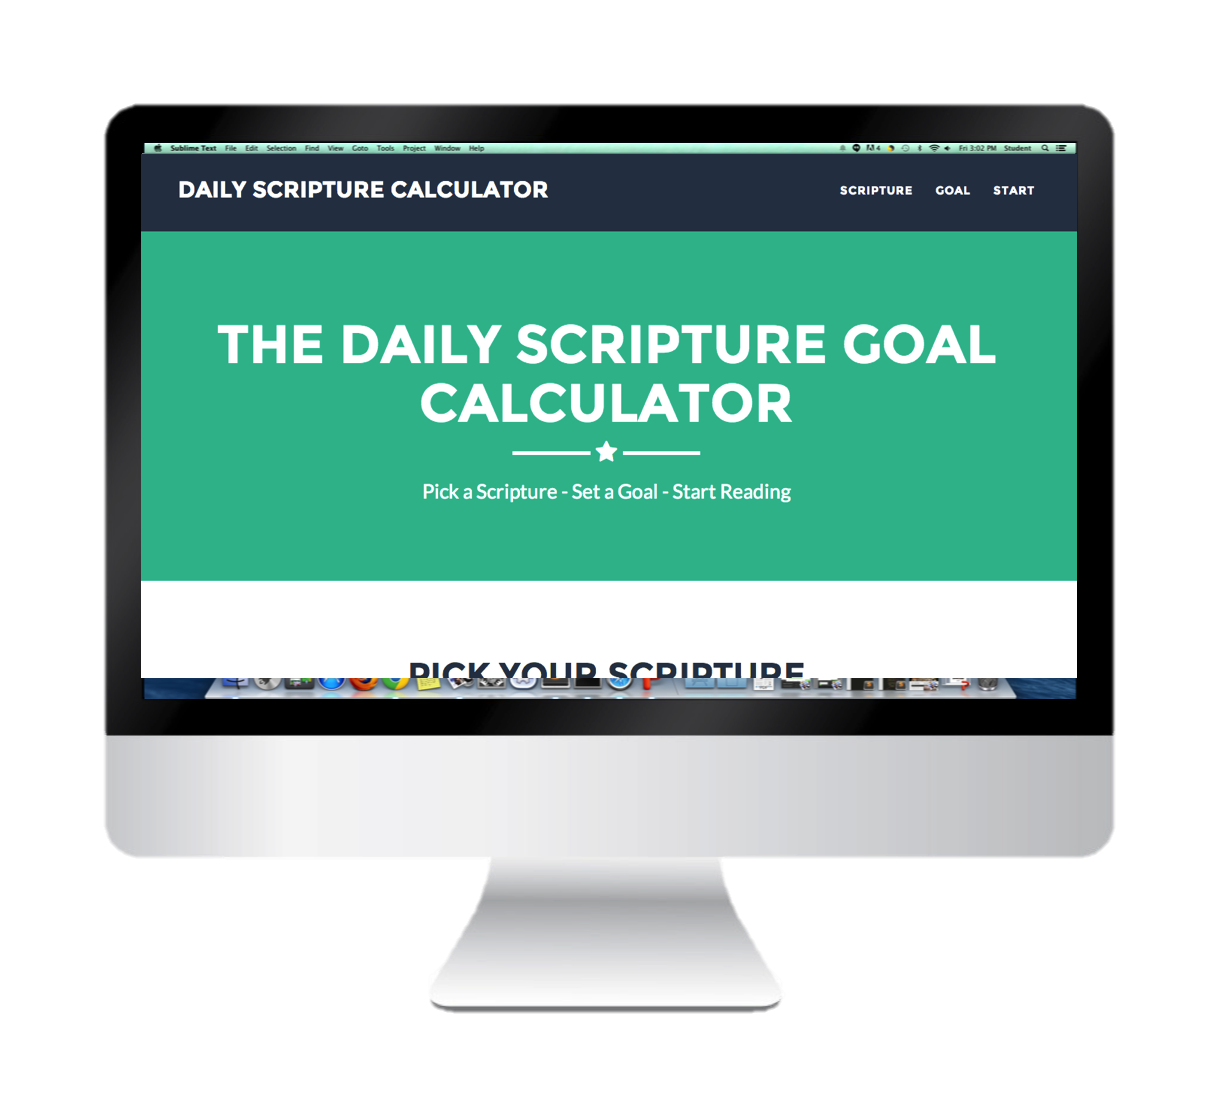 Sublime Text File Edit Selection Find View Goto Tools Project Window Help 4 Fri 3:02 PM Student
DAILY SCRIPTURE CALCULATOR SCRIPTURE GOAL START
THE DAILY SCRIPTURE GOAL
CALCULATOR
Pick a Scripture - Set a Goal - Start Reading
PICK YOUR SCRIPTURE